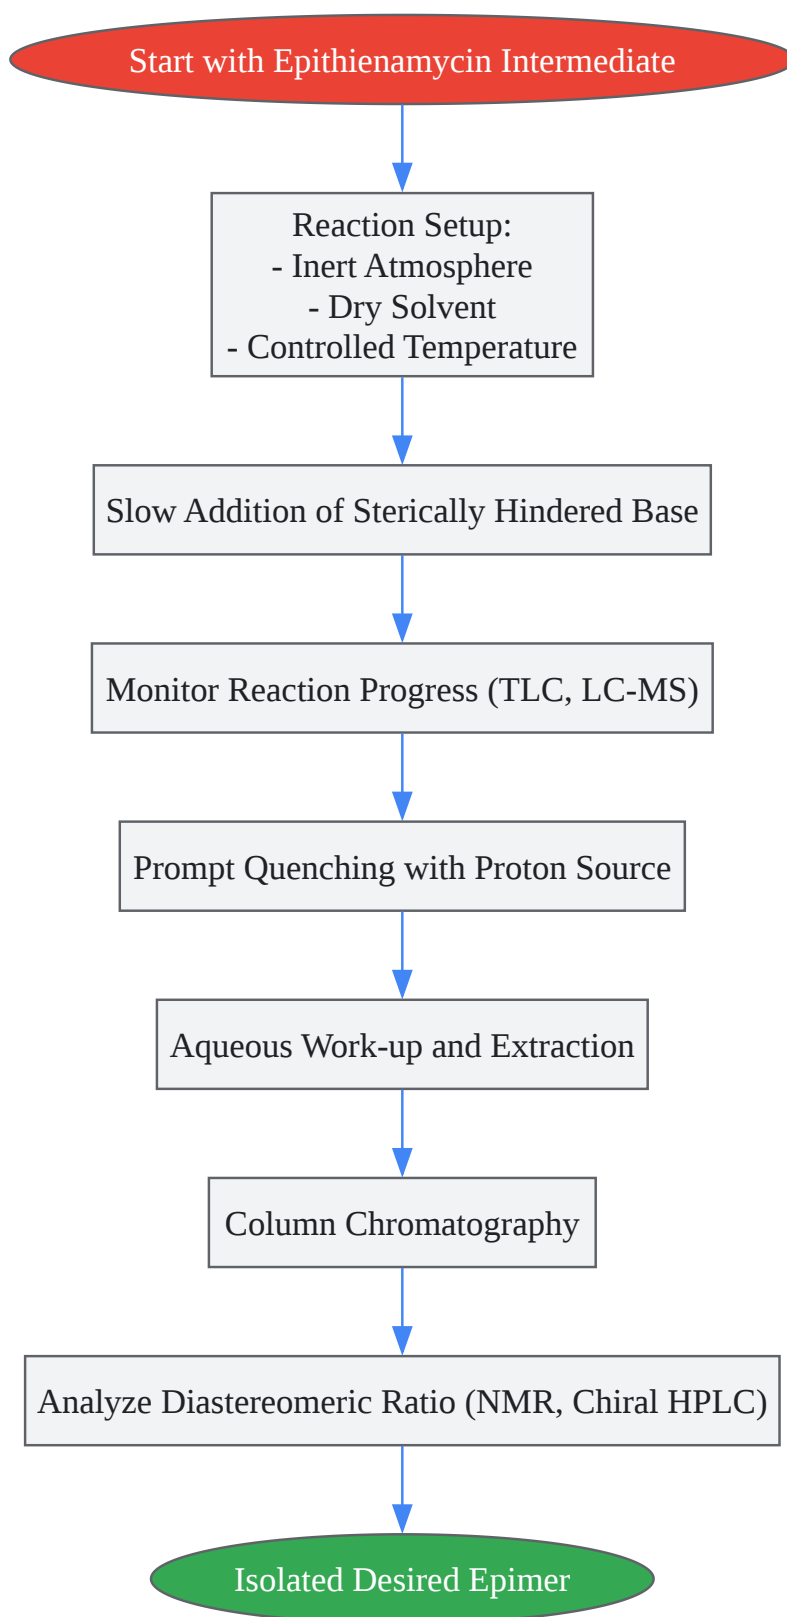 Start with Epithienamycin Intermediate
Reaction Setup:
- Inert Atmosphere
- Dry Solvent
- Controlled Temperature
Slow Addition of Sterically Hindered Base
Monitor Reaction Progress (TLC, LC-MS)
Prompt Quenching with Proton Source
Aqueous Work-up and Extraction
Column Chromatography
Analyze Diastereomeric Ratio (NMR, Chiral HPLC)
Isolated Desired Epimer